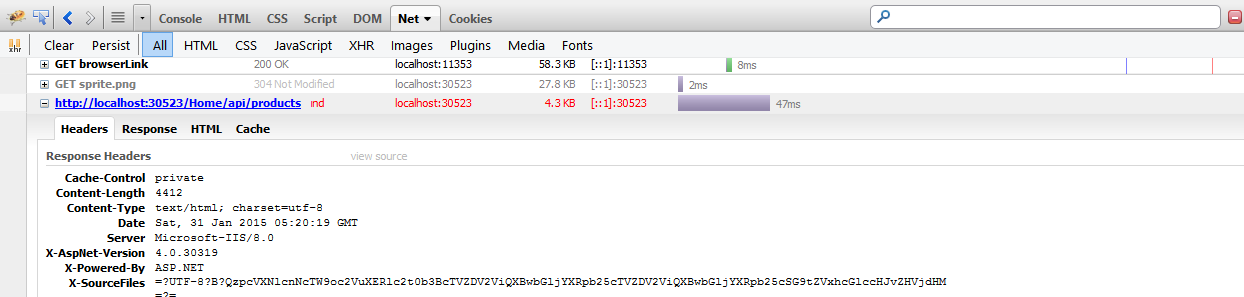 Console HTML CSS Script DOM Net Cookies
xhr Clear Persist All HTML CSS JavaScript XHR Images Plugins Media Fonts
GET browserLink 200 OK localhost:11353 58.3 KB [::1]:11353 8ms
GET sprite.png 304 Not Modified localhost:30523 27.8 KB [::1]:30523 2ms
http://localhost:30523/Home/api/products und localhost:30523 4.3 KB [::1]:30523 47ms
Headers Response HTML Cache
Response Headers view source
Cache-Control private
Content-Length 4412
Content-Type text/html; charset=utf-8
Date Sat, 31 Jan 2015 05:20:19 GMT
Server Microsoft-IIS/8.0
X-AspNet-Version 4.0.30319
X-Powered-By ASP.NET
X-SourceFiles =?UTF-8?B?QzpcVXNlcnNcTW9oc2VuXERlc2t0b3BcTVZDV2ViQXBwbGljYXRpb25cTVZDV2ViQXBwbGljYXRpb25cSG9tZVxhcGlccHJvZHVjdHM
=?=